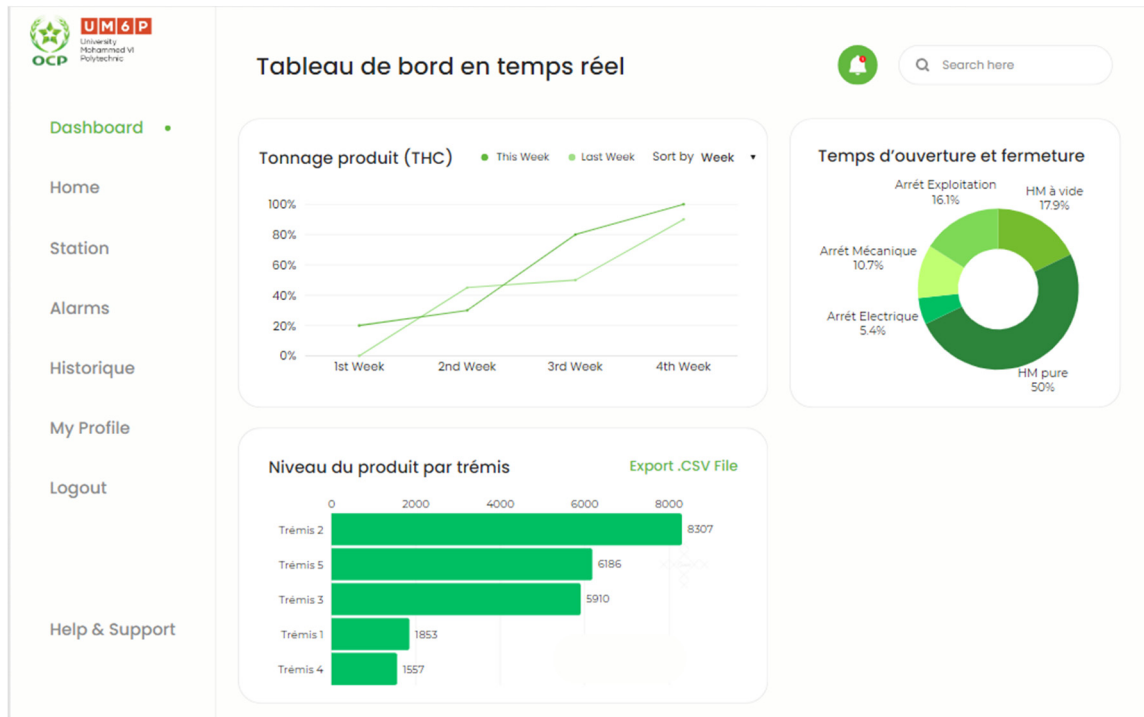 OCP
UM6P
University
Mohammed VI
Polytechnic
Dashboard
Home
Station
Alarms
Historique
My Profile
Logout
Help & Support
Tableau de bord en temps réel
Search here
Tonnage produit (THC)
This Week
Last Week
Sort by Week
100%
80%
60%
40%
20%
0%
1st Week 2nd Week 3rd Week 4th Week
Temps d'ouverture et fermeture
Arrét Exploitation
16.1%
HM à vide
17.9%
Arrét Mécanique
10.7%
Arrét Electrique
5.4%
HM pure
50%
Niveau du produit par trémis
Export .CSV File
0 2000 4000 6000 8000
Trémis 2 8307
Trémis 5 6186
Trémis 3 5910
Trémis 1 1853
Trémis 4 1557